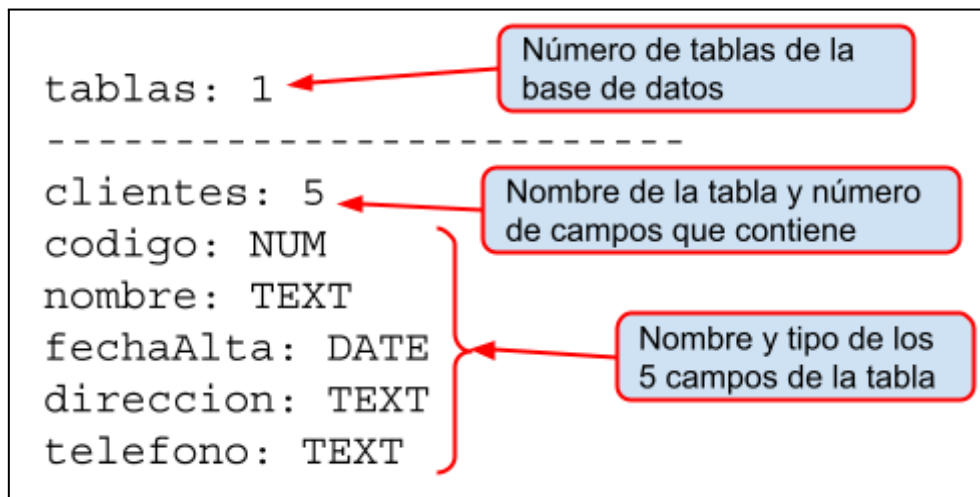 tablas: 1
Número de tablas de la
base de datos
--------------------------
clientes: 5
Nombre de la tabla y número
de campos que contiene
codigo: NUM
nombre: TEXT
fechaAlta: DATE
direccion: TEXT
telefono: TEXT
Nombre y tipo de los
5 campos de la tabla